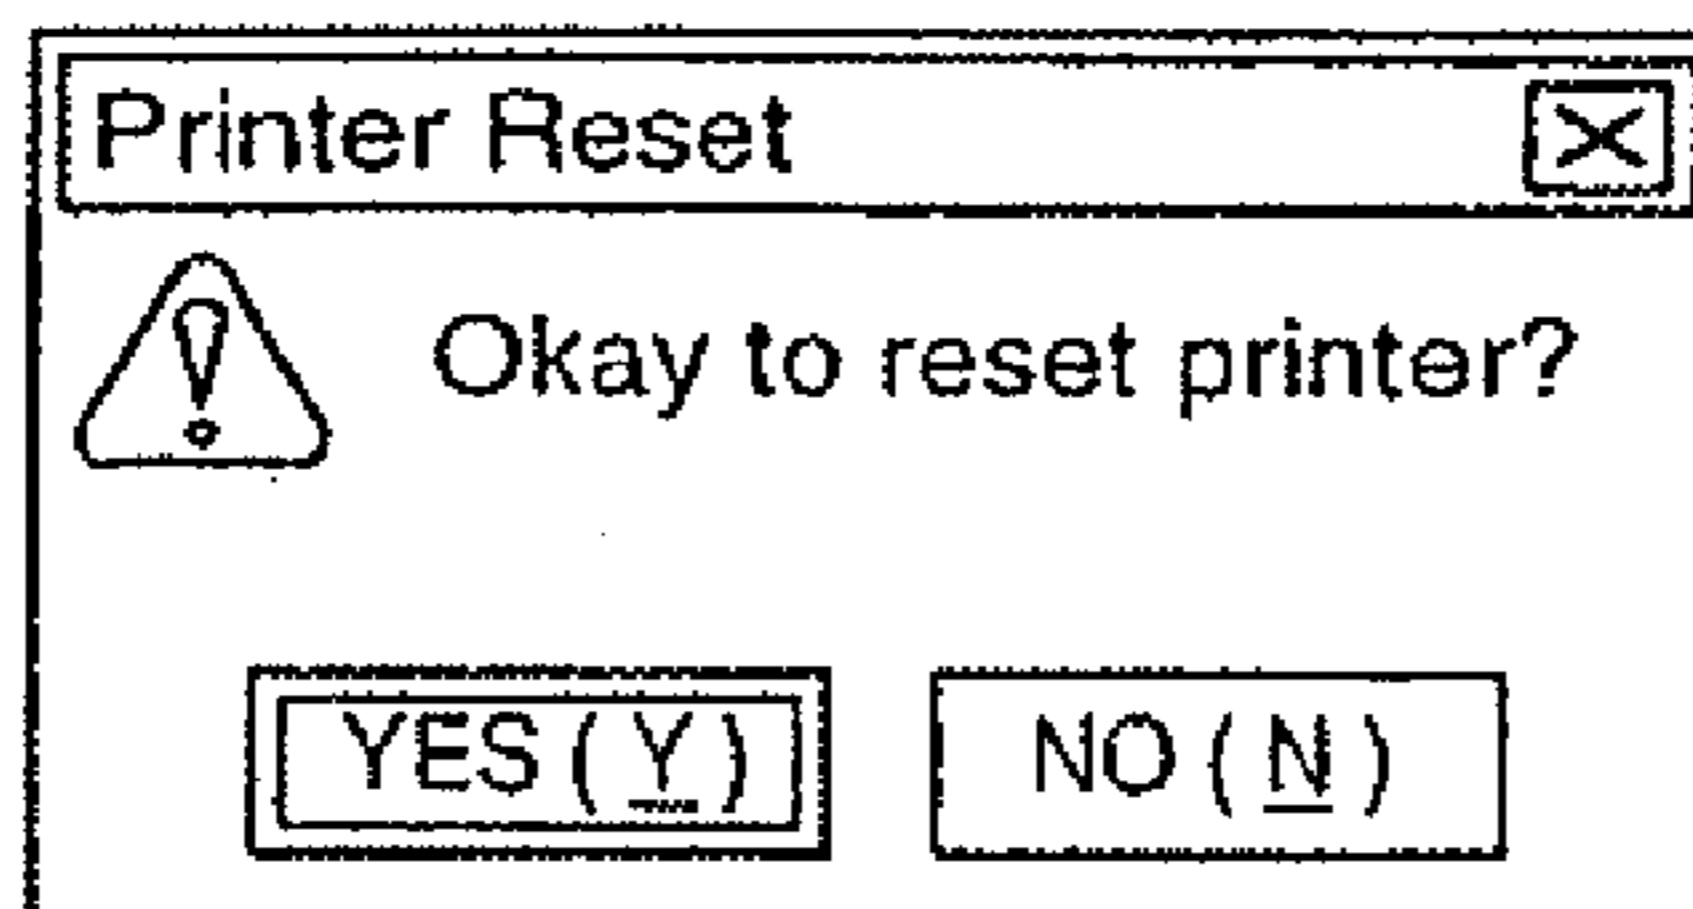 Printer Reset
Okay to reset printer?
YES ( Y ) NO ( N )